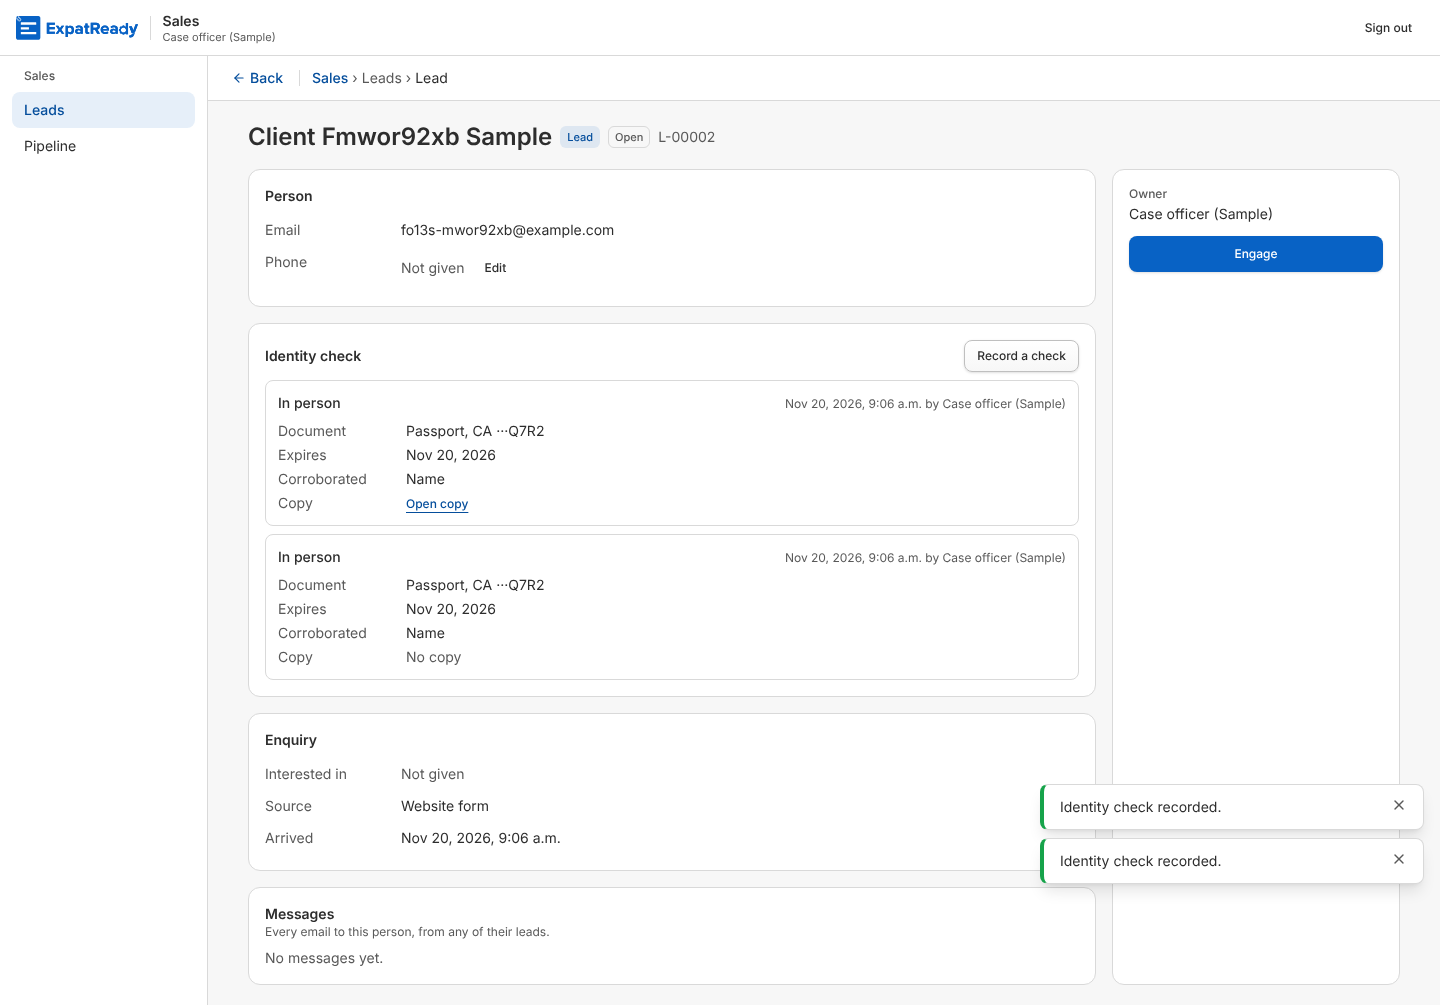 ExpatReady
Sales
Case officer (Sample)
Sign out
Sales
Leads
Pipeline
← Back
Sales › Leads › Lead
Client Fmwor92xb Sample Lead Open L-00002
Person
Email fo13s-mwor92xb@example.com
Phone Not given Edit
Identity check Record a check
In person Nov 20, 2026, 9:06 a.m. by Case officer (Sample)
Document Passport, CA ···Q7R2
Expires Nov 20, 2026
Corroborated Name
Copy Open copy
In person Nov 20, 2026, 9:06 a.m. by Case officer (Sample)
Document Passport, CA ···Q7R2
Expires Nov 20, 2026
Corroborated Name
Copy No copy
Enquiry
Interested in Not given
Source Website form
Arrived Nov 20, 2026, 9:06 a.m.
Messages
Every email to this person, from any of their leads.
No messages yet.
Owner
Case officer (Sample)
Engage
Identity check recorded.
Identity check recorded.